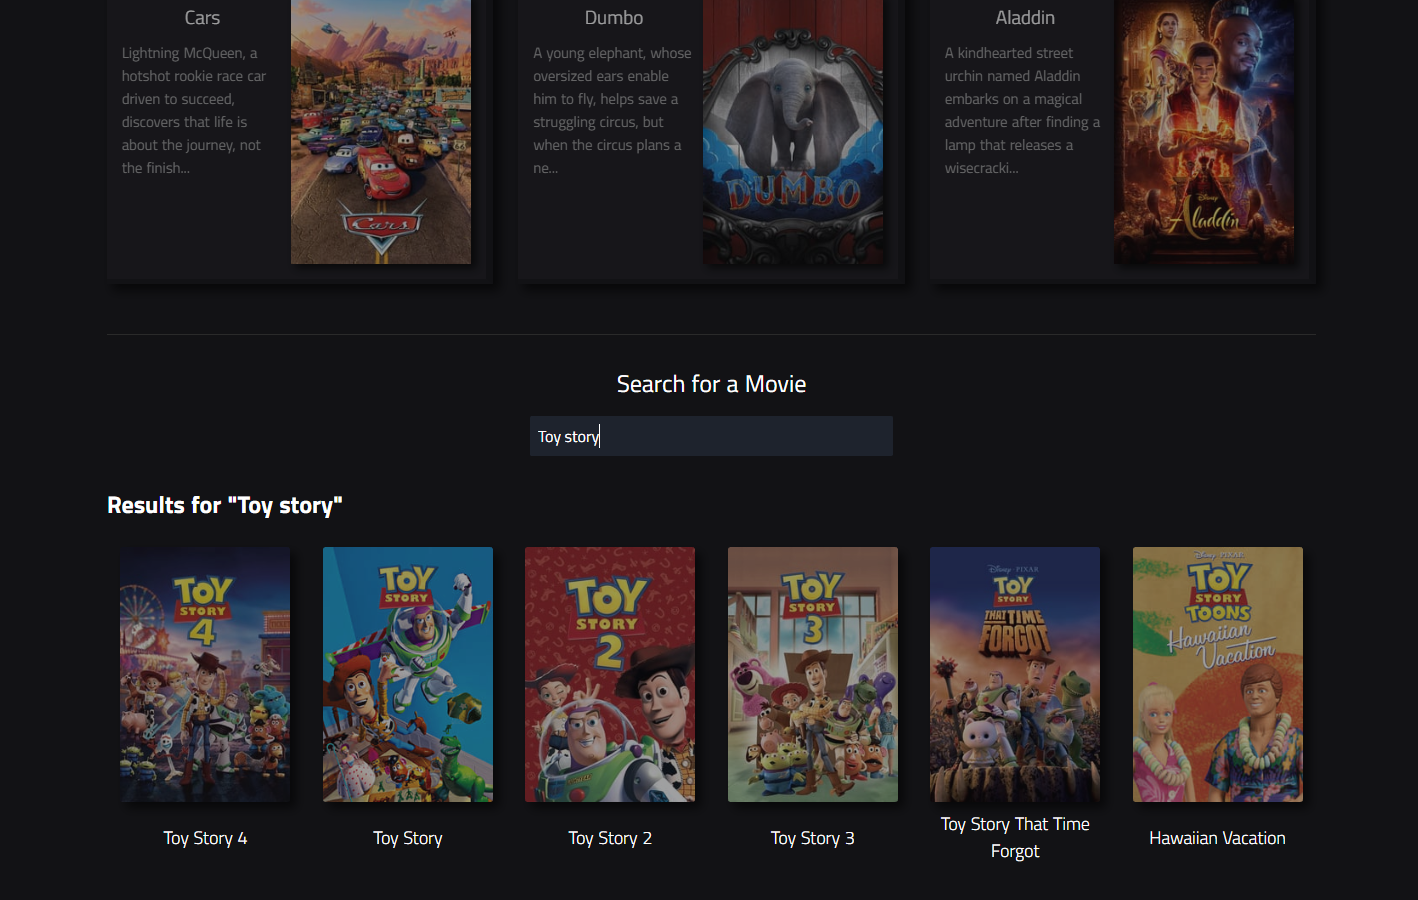 Cars
Lightning McQueen, a
hotshot rookie race car
driven to succeed,
discovers that life is
about the journey, not
the finish...
Cars
Dumbo
A young elephant, whose
oversized ears enable
him to fly, helps save a
struggling circus, but
when the circus plans a
ne...
DUMBO
Aladdin
A kindhearted street
urchin named Aladdin
embarks on a magical
adventure after finding a
lamp that releases a
wisecracki...
Disney
Aladdin
Search for a Movie
Toy story
Results for "Toy story"
TOY
STORY
4
Toy Story 4
TOY
STORY
Toy Story
TOY
STORY
2
Toy Story 2
TOY
STORY
3
Toy Story 3
Disney PIXAR
TOY
STORY
THAT TIME
FORGOT
Toy Story That Time
Forgot
Disney PIXAR
TOY
STORY
TOONS
Hawaiian
Vacation
Hawaiian Vacation